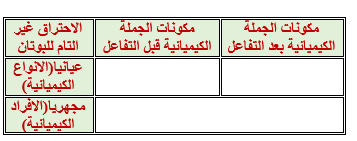 الاحتراق غير
التام للبوتان
مكونات الجملة
الكيميائية قبل التفاعل
مكونات الجملة
الكيميائية بعد التفاعل
عيانيا(الانواع
الكيميائية)
مجهريا(الافراد
الكيميائية)